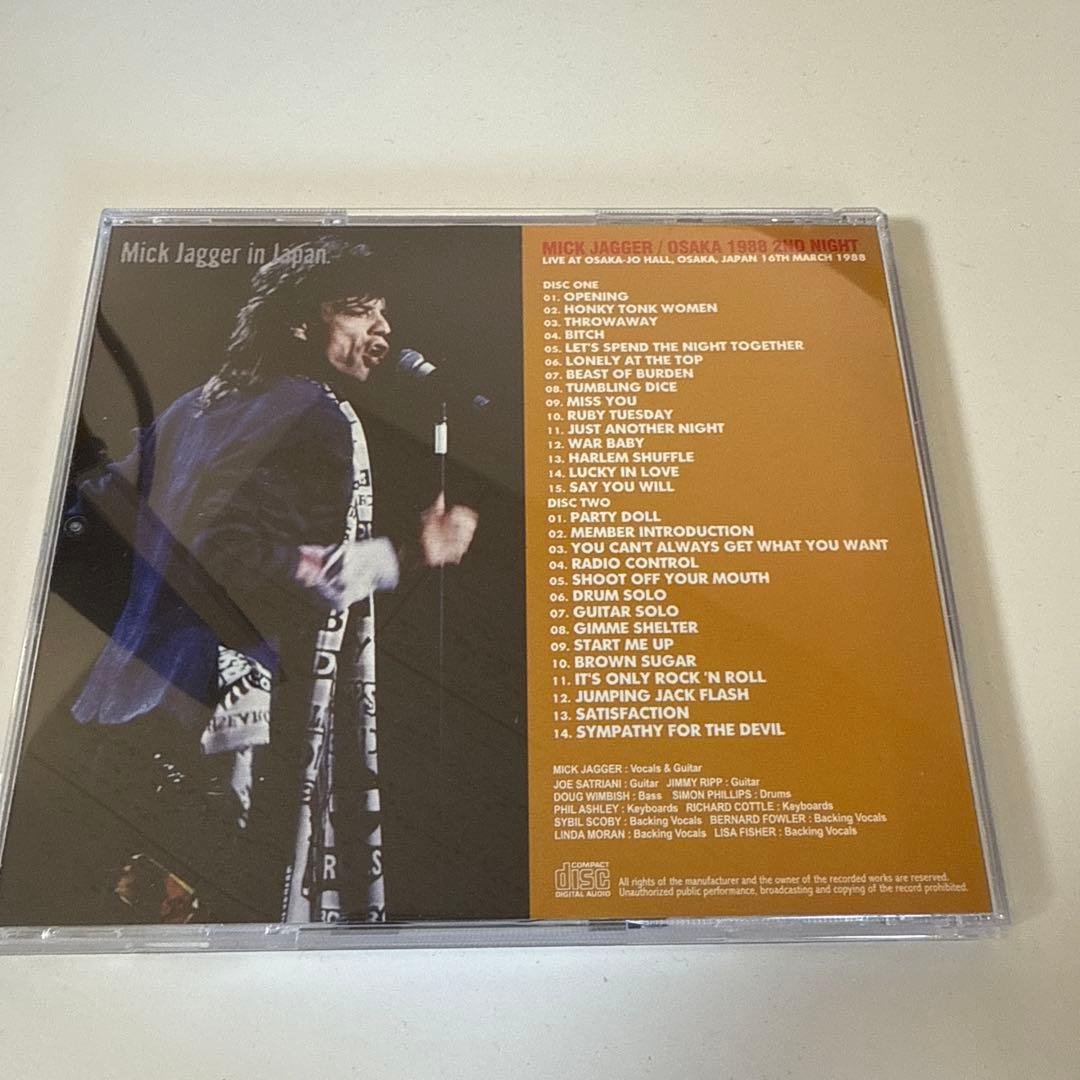 Mick Jagger in Japan.
MICK JAGGER / OSAKA 1988 2ND NIGHT
LIVE AT OSAKA-JO HALL, OSAKA, JAPAN 16TH MARCH 1988
DISC ONE
01. OPENING
02. HONKY TONK WOMEN
03. THROWAWAY
04. BITCH
05. LET'S SPEND THE NIGHT TOGETHER
06. LONELY AT THE TOP
07. BEAST OF BURDEN
08. TUMBLING DICE
09. MISS YOU
10. RUBY TUESDAY
11. JUST ANOTHER NIGHT
12. WAR BABY
13. HARLEM SHUFFLE
14. LUCKY IN LOVE
15. SAY YOU WILL
DISC TWO
01. PARTY DOLL
02. MEMBER INTRODUCTION
03. YOU CAN'T ALWAYS GET WHAT YOU WANT
04. RADIO CONTROL
05. SHOOT OFF YOUR MOUTH
06. DRUM SOLO
07. GUITAR SOLO
08. GIMME SHELTER
09. START ME UP
10. BROWN SUGAR
11. IT'S ONLY ROCK 'N ROLL
12. JUMPING JACK FLASH
13. SATISFACTION
14. SYMPATHY FOR THE DEVIL
MICK JAGGER : Vocals & Guitar
JOE SATRIANI : Guitar JIMMY RIPP : Guitar
DOUG WIMBISH : Bass SIMON PHILLIPS : Drums
PHIL ASHLEY : Keyboards RICHARD COTTLE : Keyboards
SYBIL SCOBY : Backing Vocals BERNARD FOWLER : Backing Vocals
LINDA MORAN : Backing Vocals LISA FISHER : Backing Vocals
COMPACT
disc
DIGITAL AUDIO
All rights of the manufacturer and the owner of the recorded works are reserved.
Unauthorized public performance, broadcasting and copying of the record prohibited.